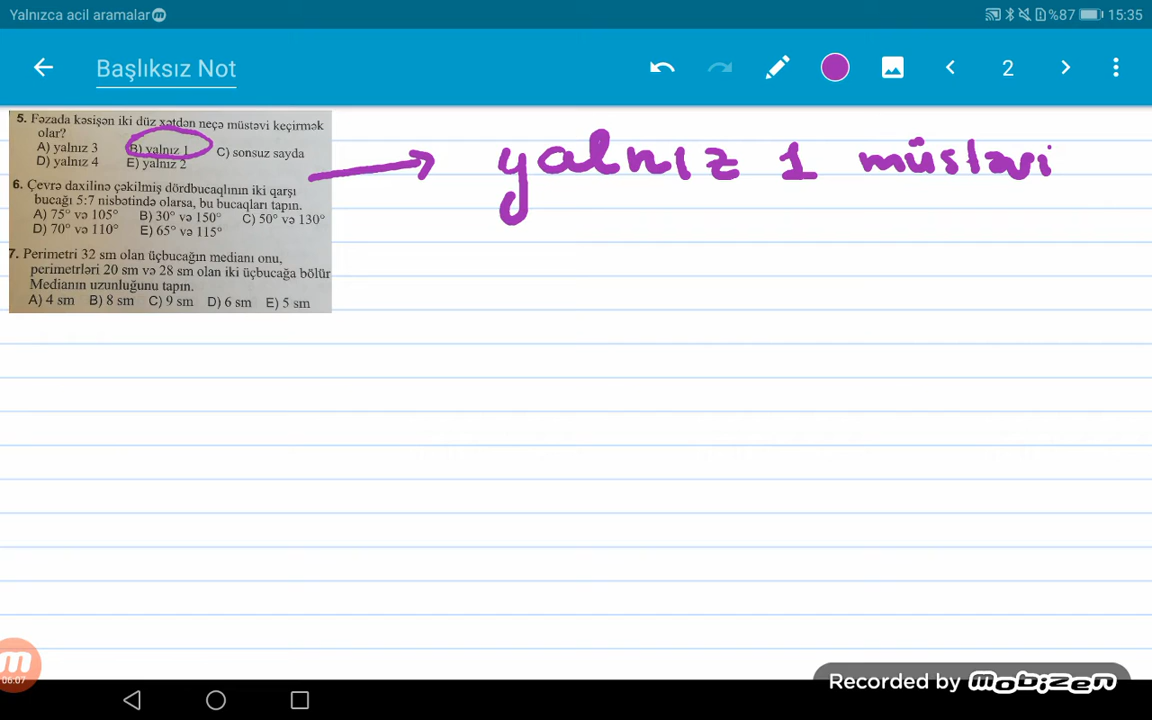 Yalnızca acil aramalar
%87 15:35
Başlıksız Not
2
5. Fəzada kəsişən iki düz xətdən neçə müstəvi keçirmək
olar?
A) yalnız 3 B) yalnız 1 C) sonsuz sayda
D) yalnız 4 E) yalnız 2
6. Çevrə daxilinə çəkilmiş dördbucaqlının iki qarşı
bucağı 5:7 nisbətində olarsa, bu bucaqları tapın.
A) 75° və 105° B) 30° və 150° C) 50° və 130°
D) 70° və 110° E) 65° və 115°
7. Perimetri 32 sm olan üçbucağın medianı onu,
perimetrləri 20 sm və 28 sm olan iki üçbucağa bölür
Medianın uzunluğunu tapın.
A) 4 sm B) 8 sm C) 9 sm D) 6 sm E) 5 sm
yalnız 1 müstəvi
06:07
Recorded by mobizen